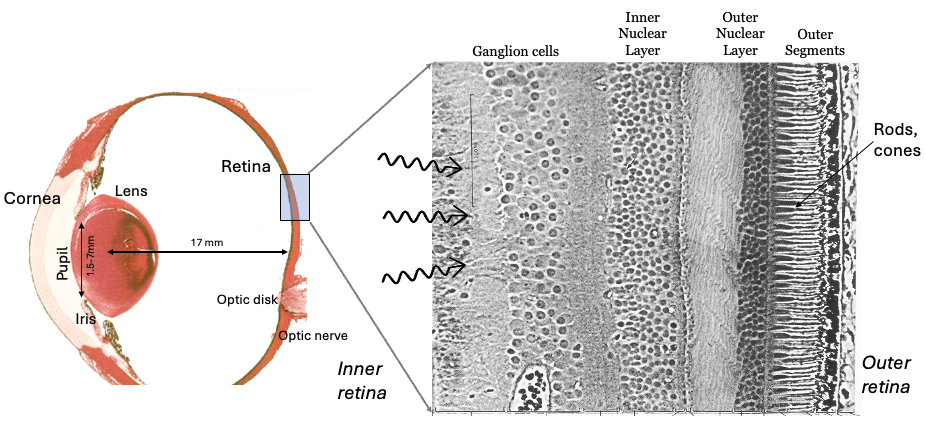 Inner
Nuclear
Layer
Outer
Nuclear
Layer
Outer
Segments
Ganglion cells
Rods,
cones
Retina
Cornea
Lens
Pupil
1.5-7mm
17 mm
Optic disk
Iris
Optic nerve
Inner
retina
Outer
retina